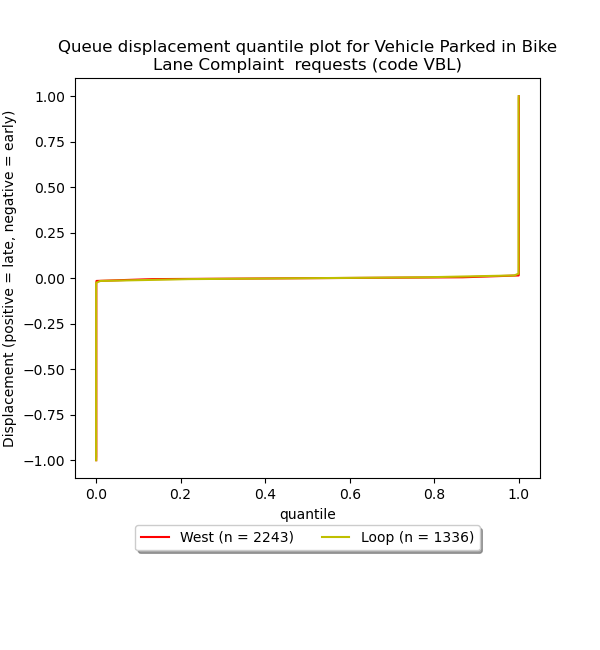 Queue displacement quantile plot for Vehicle Parked in Bike
Lane Complaint  requests (code VBL)
Displacement (positive = late, negative = early)
1.00
0.75
0.50
0.25
0.00
−0.25
−0.50
−0.75
−1.00
0.0 0.2 0.4 0.6 0.8 1.0
quantile
West (n = 2243) Loop (n = 1336)